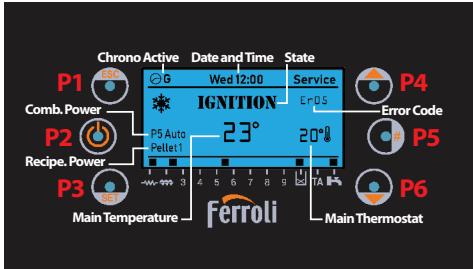 Chrono Active Date and Time State
P1 ESC G Wed 12:00 Service P4
IGNITION Er05
Comb. Power Error Code
P2 P5 Auto 23° 20° # P5
Recipe. Power Pellet1
P3 SET 3 4 5 6 7 8 9 TA P6
Main Temperature Ferroli Main Thermostat